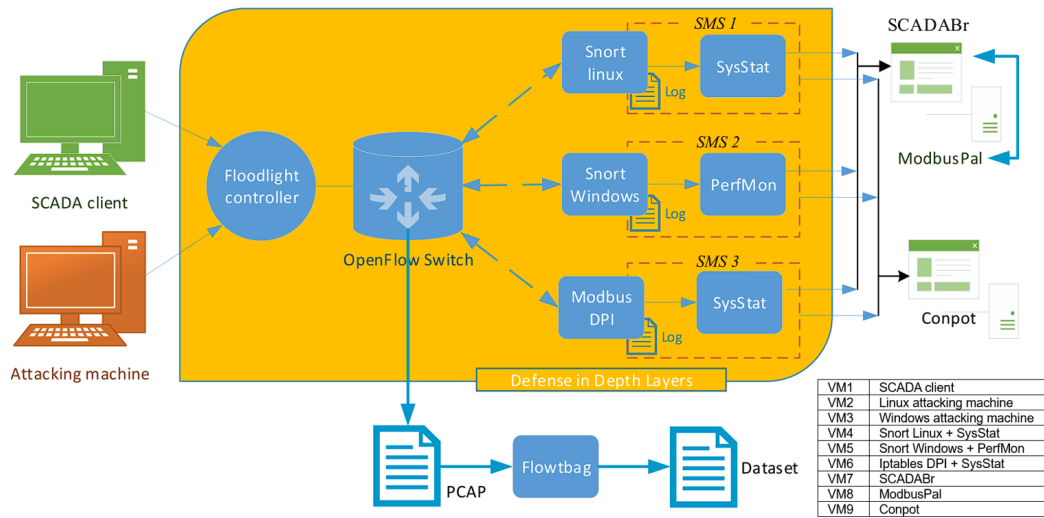 SCADA client
Attacking machine
Floodlight
controller
OpenFlow Switch
SMS 1
Snort
linux
Log
SysStat
SMS 2
Snort
Windows
Log
PerfMon
SMS 3
Modbus
DPI
Log
SysStat
Defense in Depth Layers
SCADABr
x
ModbusPal
x
Conpot
PCAP
Flowtbag
Dataset
VM1 SCADA client
VM2 Linux attacking machine
VM3 Windows attacking machine
VM4 Snort Linux + SysStat
VM5 Snort Windows + PerfMon
VM6 Iptables DPI + SysStat
VM7 SCADABr
VM8 ModbusPal
VM9 Conpot